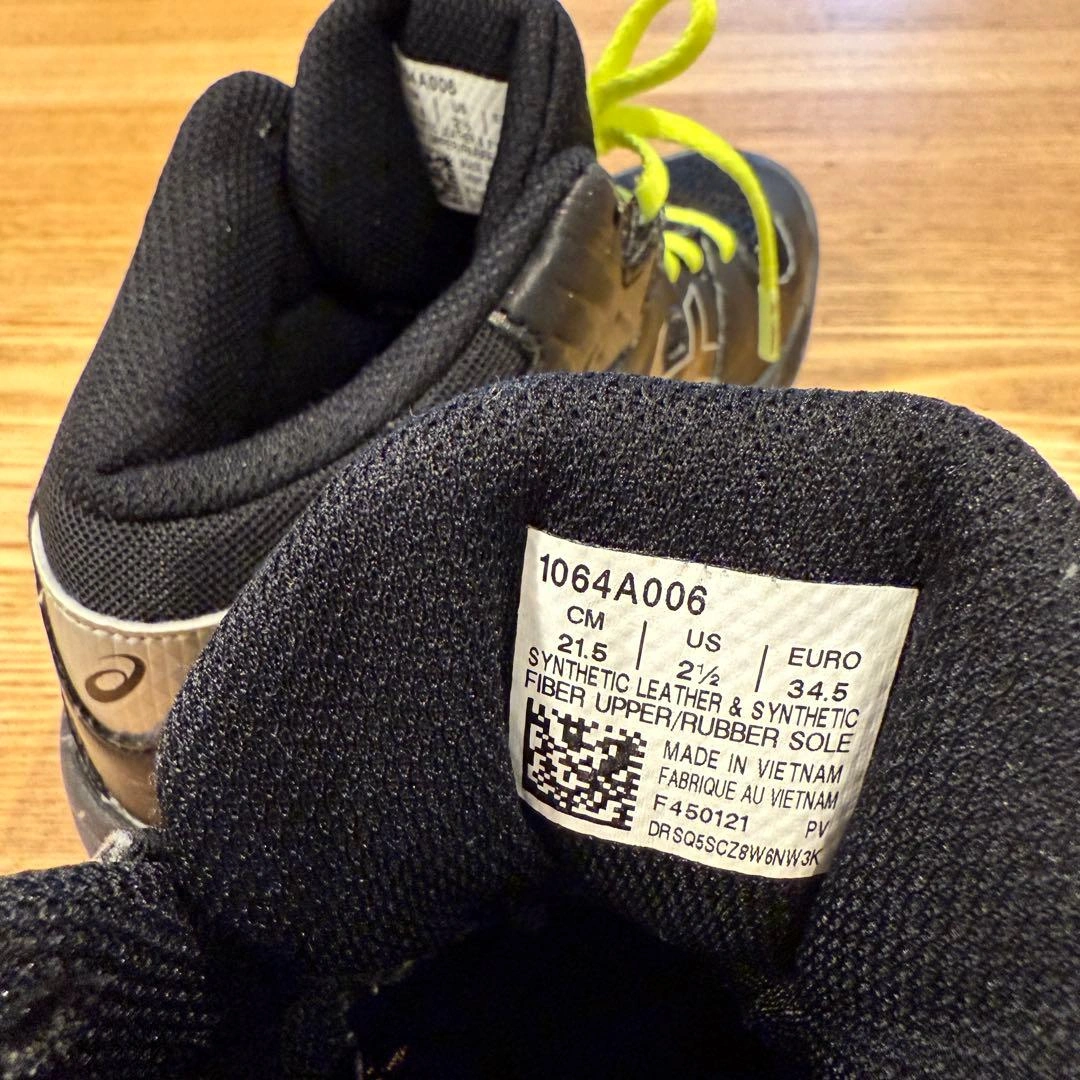 1064A006
CM | US | EURO
21.5 | 2½ | 34.5
SYNTHETIC LEATHER & SYNTHETIC
FIBER UPPER/RUBBER SOLE
MADE IN VIETNAM
FABRIQUE AU VIETNAM
F450121 PV
DRSQ5SCZ8W6NW3K